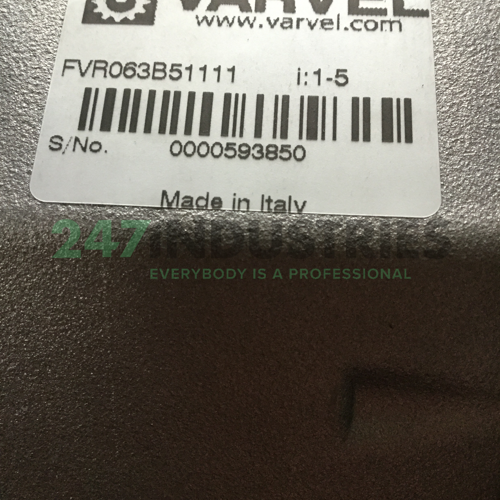 VARVEL
www.varvel.com
FVR063B51111 i:1-5
S/No. 0000593850
Made in Italy
247INDUSTRIES
EVERYBODY IS A PROFESSIONAL